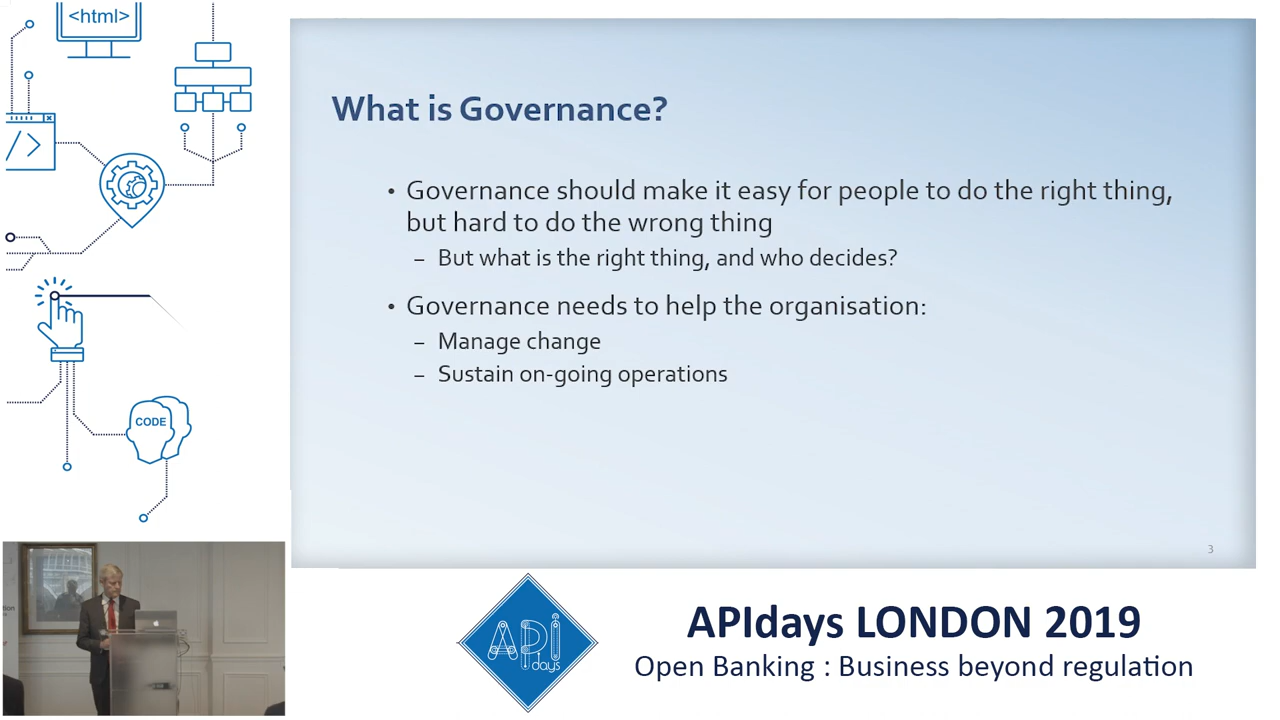 <html>
</>
CODE
What is Governance?
• Governance should make it easy for people to do the right thing,
but hard to do the wrong thing
– But what is the right thing, and who decides?
• Governance needs to help the organisation:
– Manage change
– Sustain on-going operations
3
API
days
APIdays LONDON 2019
Open Banking : Business beyond regulation